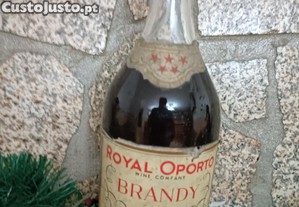 CustoJusto.pt
ROYAL OPORTO
WINE COMPANY
BRANDY